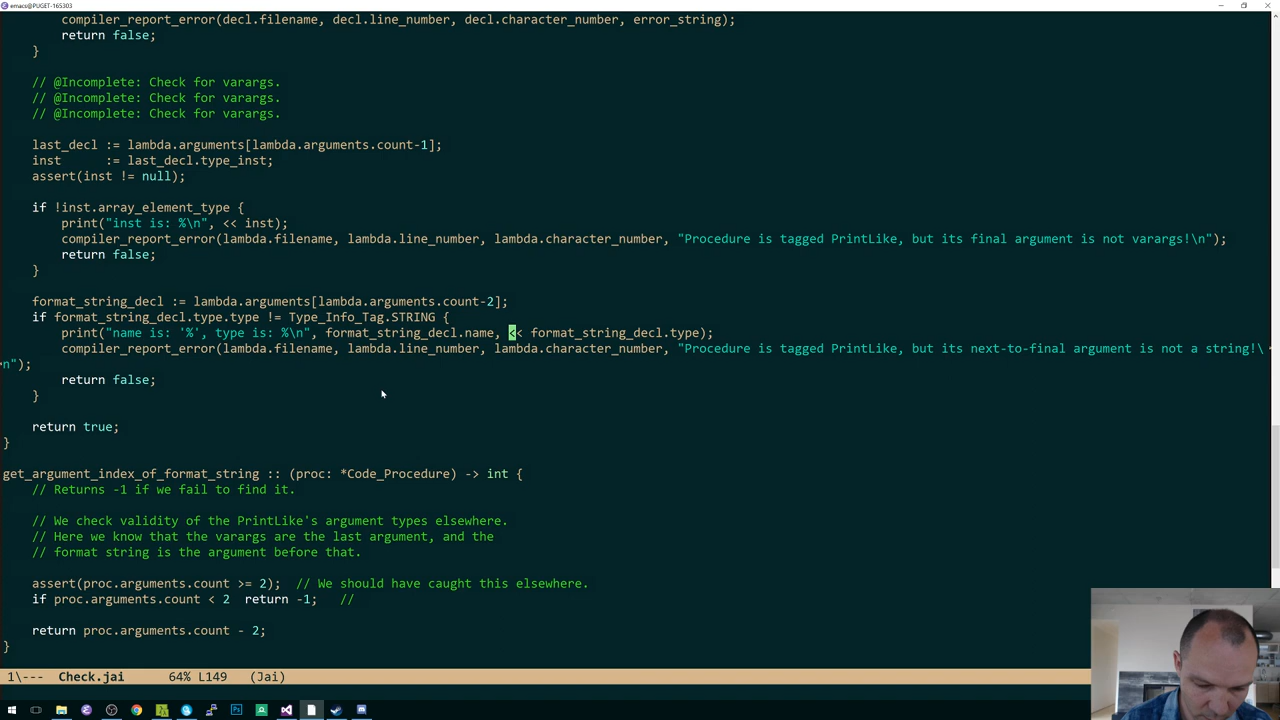 emacs@PUGET-165303
compiler_report_error(decl.filename, decl.line_number, decl.character_number, error_string);
return false;
}
// @Incomplete: Check for varargs.
// @Incomplete: Check for varargs.
// @Incomplete: Check for varargs.
last_decl := lambda.arguments[lambda.arguments.count-1];
inst      := last_decl.type_inst;
assert(inst != null);
if !inst.array_element_type {
print("inst is: %\n", << inst);
compiler_report_error(lambda.filename, lambda.line_number, lambda.character_number, "Procedure is tagged PrintLike, but its final argument is not varargs!\n");
return false;
}
format_string_decl := lambda.arguments[lambda.arguments.count-2];
if format_string_decl.type.type != Type_Info_Tag.STRING {
print("name is: '%', type is: %\n", format_string_decl.name, << format_string_decl.type);
compiler_report_error(lambda.filename, lambda.line_number, lambda.character_number, "Procedure is tagged PrintLike, but its next-to-final argument is not a string!\
n");
return false;
}
return true;
}
get_argument_index_of_format_string :: (proc: *Code_Procedure) -> int {
// Returns -1 if we fail to find it.
// We check validity of the PrintLike's argument types elsewhere.
// Here we know that the varargs are the last argument, and the
// format string is the argument before that.
assert(proc.arguments.count >= 2);  // We should have caught this elsewhere.
if proc.arguments.count < 2  return -1;   //
return proc.arguments.count - 2;
}
1\---  Check.jai      64% L149   (Jai)